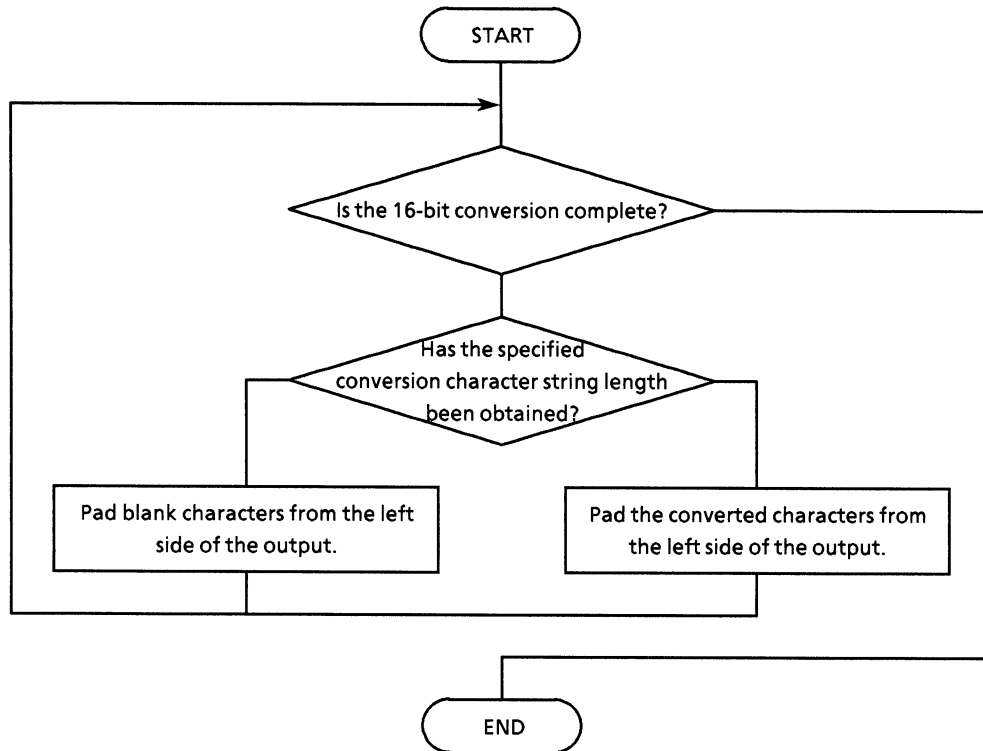 START
Is the 16-bit conversion complete?
Has the specified
conversion character string length
been obtained?
Pad blank characters from the left
side of the output.
Pad the converted characters from
the left side of the output.
END